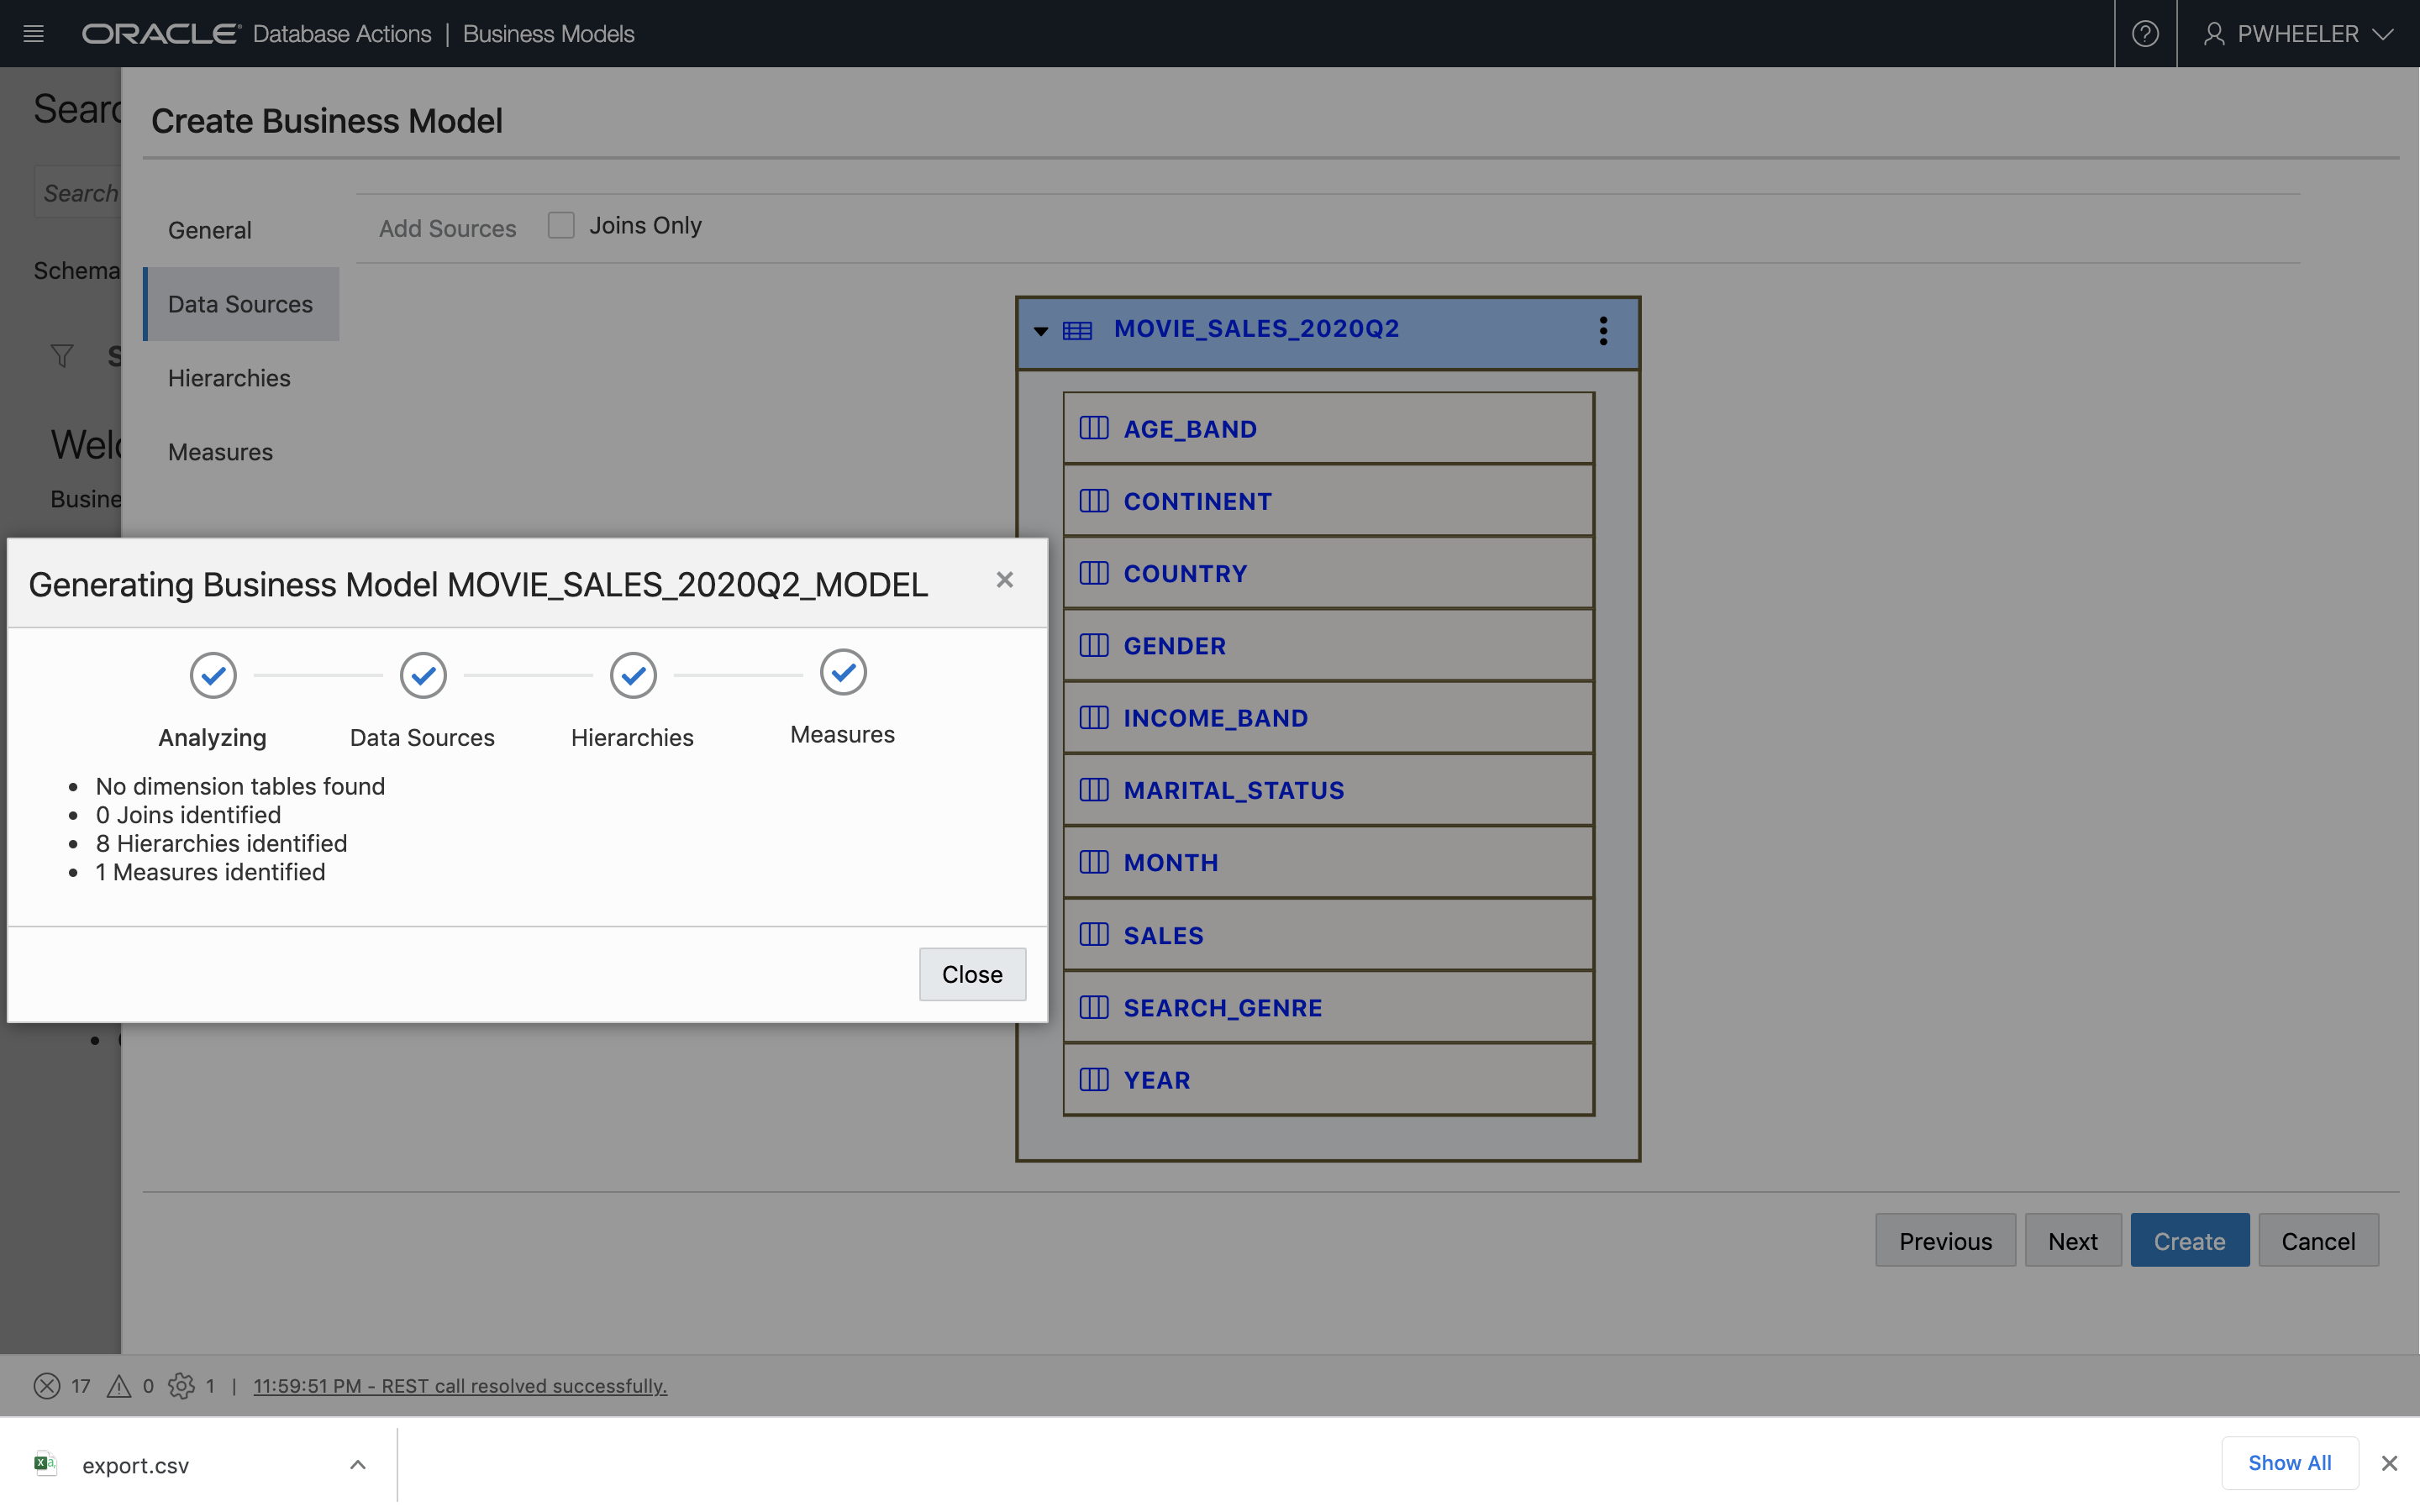 ORACLE Database Actions | Business Models
PWHEELER
Search
Create Business Model
General
Add Sources
Joins Only
Schema
Data Sources
MOVIE_SALES_2020Q2
Hierarchies
AGE_BAND
Measures
Busine
CONTINENT
COUNTRY
GENDER
INCOME_BAND
MARITAL_STATUS
MONTH
SALES
SEARCH_GENRE
YEAR
Generating Business Model MOVIE_SALES_2020Q2_MODEL
Analyzing
Data Sources
Hierarchies
Measures
• No dimension tables found
• 0 Joins identified
• 8 Hierarchies identified
• 1 Measures identified
Close
Previous
Next
Create
Cancel
17 0 1 | 11:59:51 PM - REST call resolved successfully.
export.csv
Show All